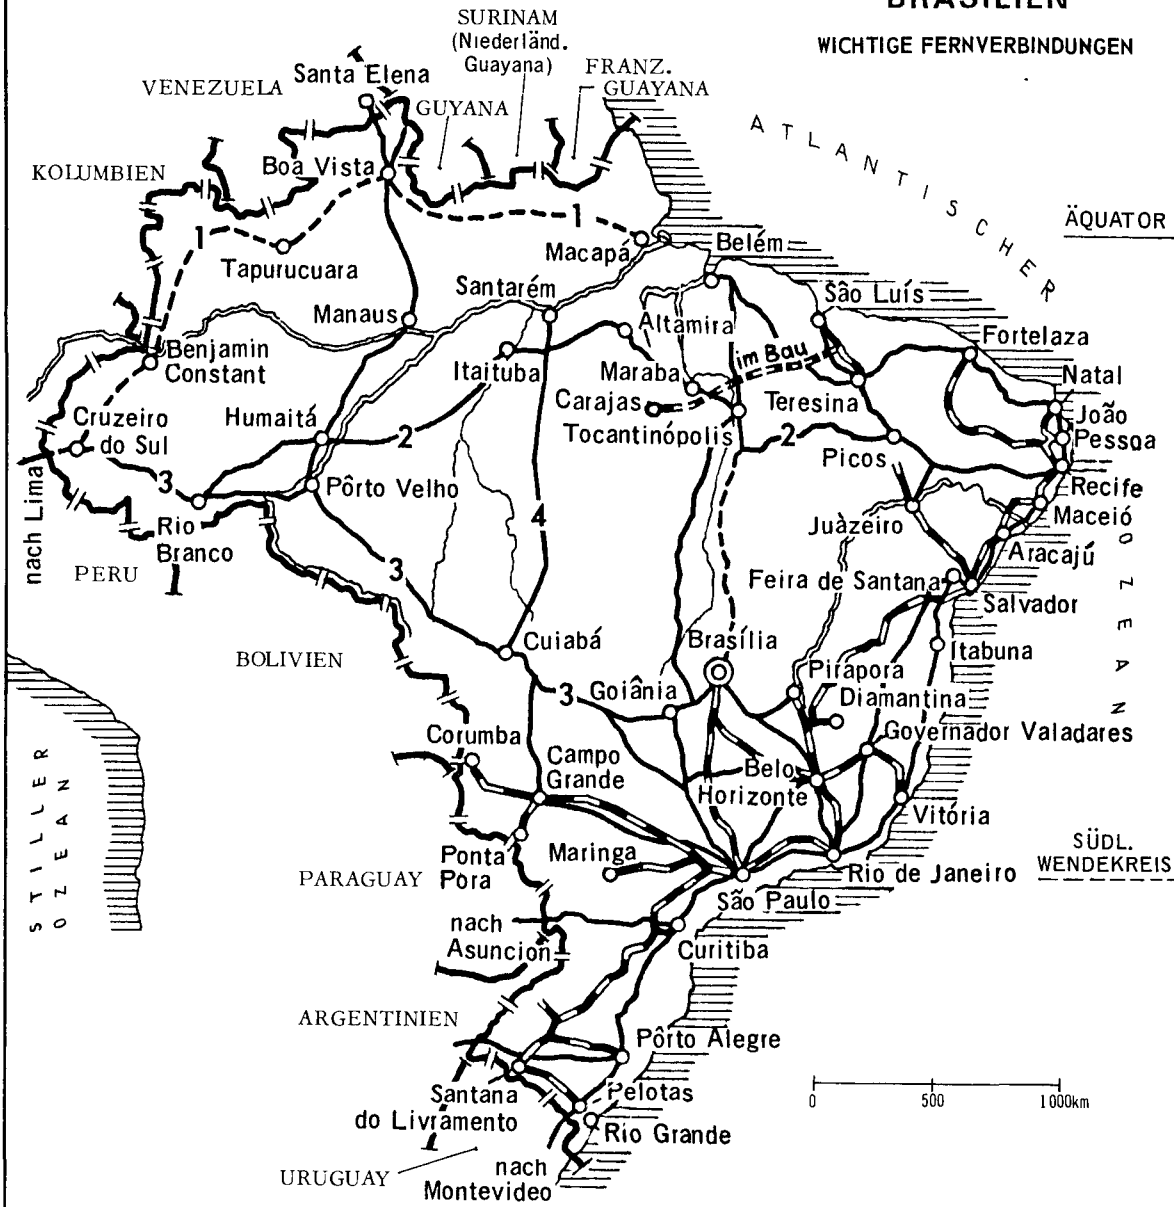 BRASILIEN
WICHTIGE FERNVERBINDUNGEN
SURINAM
(Niederländ.
Guayana)
FRANZ.
GUAYANA
VENEZUELA
Santa Elena
GUYANA
KOLUMBIEN
Boa Vista
ATLANTISCHER
OZEAN
ÄQUATOR
1
1
Tapurucuara
Macapá
Belém
Santarém
Manaus
São Luís
Altamira
Fortelaza
Benjamin
Constant
Itaituba
im Bau
Maraba
Carajas
Teresina
Natal
Cruzeiro
do Sul
Humaitá
2
Tocantinópolis
2
Picos
João
Pessoa
nach Lima
3
Pôrto Velho
Recife
Rio
Branco
4
Juàzeiro
Maceió
Aracajú
PERU
3
Feira de Santana
Salvador
BOLIVIEN
Cuiabá
Brasília
Itabuna
Pirapora
3
Goiânia
Diamantina
Corumba
Campo
Grande
Governador Valadares
Belo
Horizonte
Vitória
STILLER
OZEAN
Ponta
Pora
Maringa
SÜDL.
WENDEKREIS
PARAGUAY
Rio de Janeiro
São Paulo
nach
Asuncion
Curitiba
ARGENTINIEN
Pôrto Alegre
Santana
do Livramento
Pelotas
0 500 1000km
Rio Grande
URUGUAY
nach
Montevideo